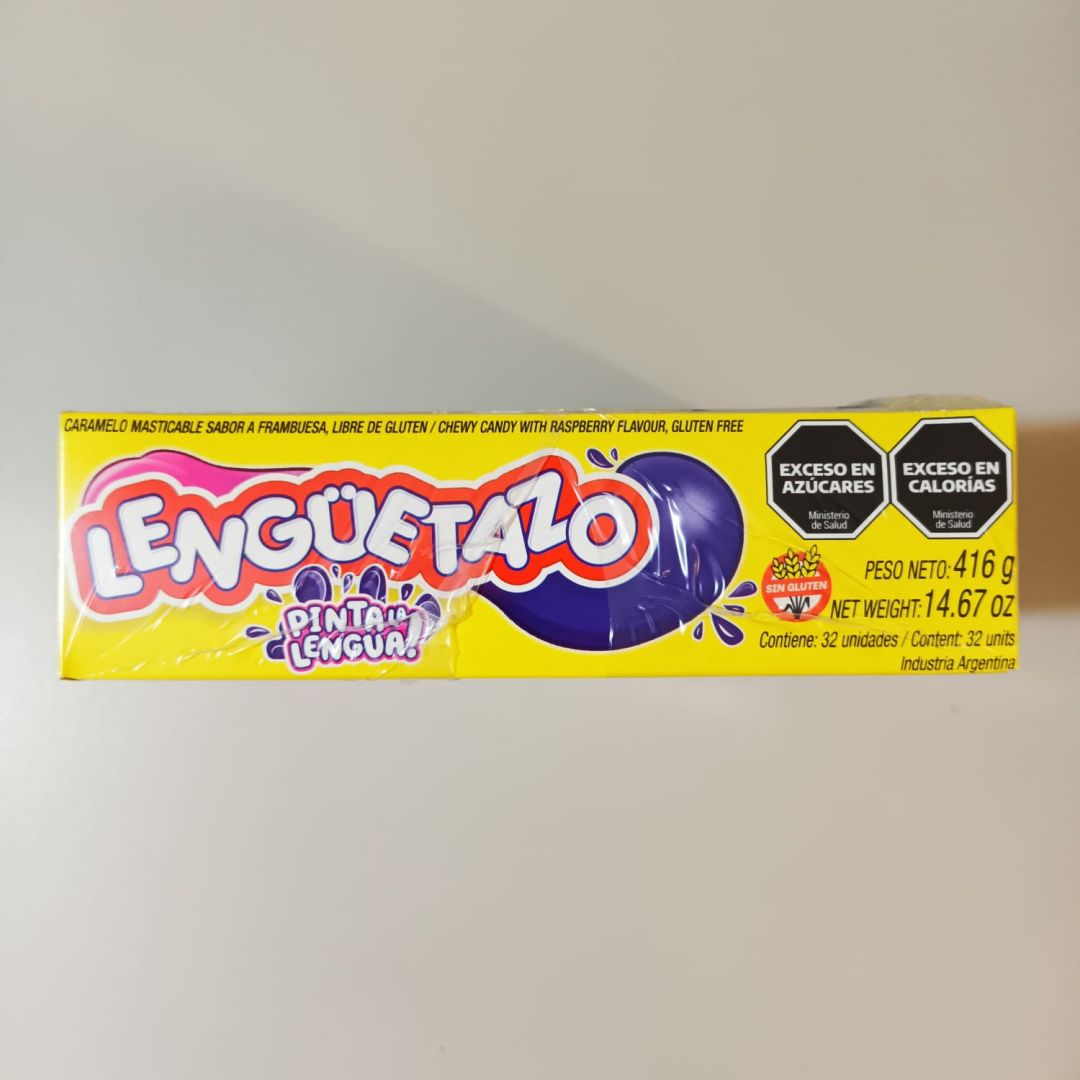 CARAMELO MASTICABLE SABOR A FRAMBUESA, LIBRE DE GLUTEN / CHEWY CANDY WITH RASPBERRY FLAVOUR, GLUTEN FREE
LENGÜETAZO
PINTA LA
LENGUA!
EXCESO EN
AZÚCARES
Ministerio
de Salud
EXCESO EN
CALORÍAS
Ministerio
de Salud
SIN GLUTEN
PESO NETO: 416 g
NET WEIGHT: 14.67 oz
Contiene: 32 unidades / Content: 32 units
Industria Argentina